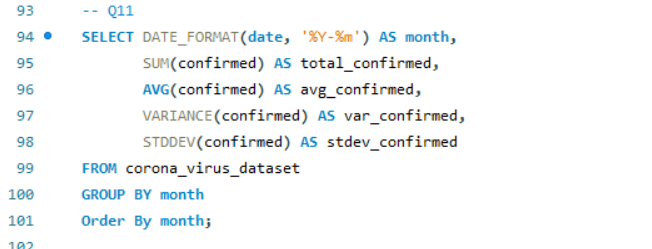 93 -- Q11
94 SELECT DATE_FORMAT(date, '%Y-%m') AS month,
95 SUM(confirmed) AS total_confirmed,
96 AVG(confirmed) AS avg_confirmed,
97 VARIANCE(confirmed) AS var_confirmed,
98 STDDEV(confirmed) AS stdev_confirmed
99 FROM corona_virus_dataset
100 GROUP BY month
101 Order By month;
102